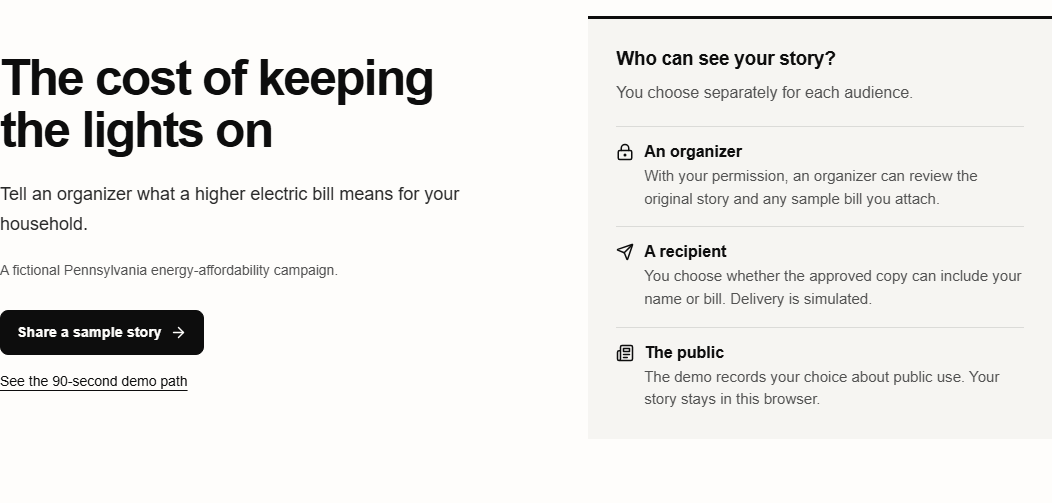 The cost of keeping
the lights on
Tell an organizer what a higher electric bill means for your
household.
A fictional Pennsylvania energy-affordability campaign.
Share a sample story →
See the 90-second demo path
Who can see your story?
You choose separately for each audience.
An organizer
With your permission, an organizer can review the
original story and any sample bill you attach.
A recipient
You choose whether the approved copy can include your
name or bill. Delivery is simulated.
The public
The demo records your choice about public use. Your
story stays in this browser.